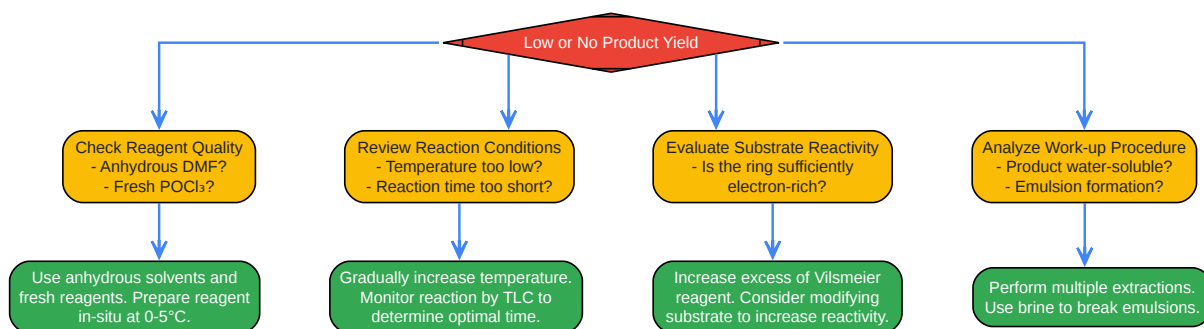 Low or No Product Yield
Check Reagent Quality
- Anhydrous DMF?
- Fresh POCl₃?
Review Reaction Conditions
- Temperature too low?
- Reaction time too short?
Evaluate Substrate Reactivity
- Is the ring sufficiently
electron-rich?
Analyze Work-up Procedure
- Product water-soluble?
- Emulsion formation?
Use anhydrous solvents and
fresh reagents. Prepare reagent
in-situ at 0-5°C.
Gradually increase temperature.
Monitor reaction by TLC to
determine optimal time.
Increase excess of Vilsmeier
reagent. Consider modifying
substrate to increase reactivity.
Perform multiple extractions.
Use brine to break emulsions.